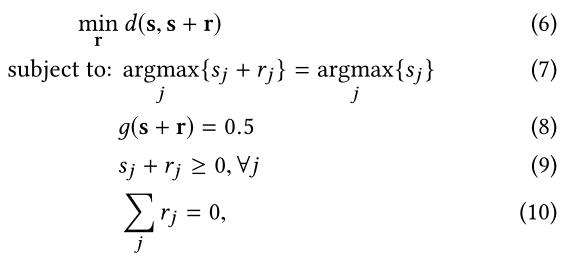 min d(s, s + r) (6)
r
subject to: argmax{s_j + r_j} = argmax{s_j} (7)
j j
g(s + r) = 0.5 (8)
s_j + r_j ≥ 0, ∀j (9)
∑ r_j = 0, (10)
j